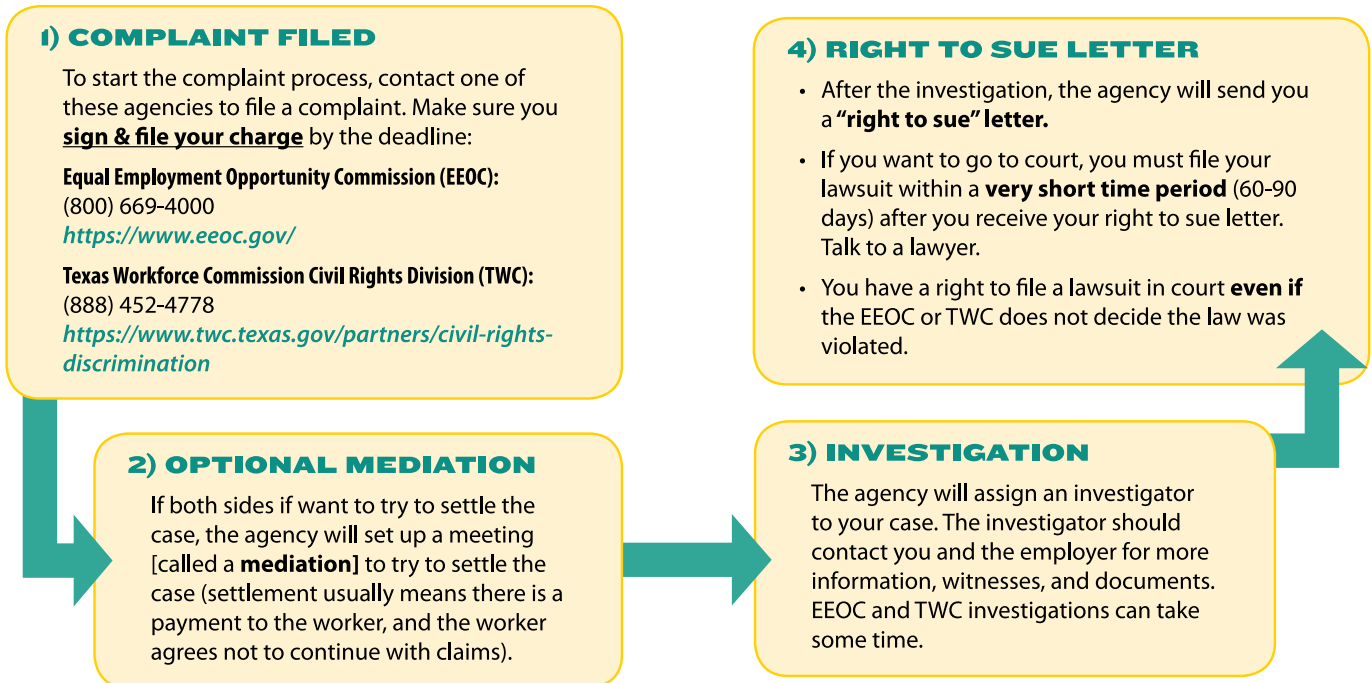 1) COMPLAINT FILED
To start the complaint process, contact one of
these agencies to file a complaint. Make sure you
sign & file your charge by the deadline:
Equal Employment Opportunity Commission (EEOC):
(800) 669-4000
https://www.eeoc.gov/
Texas Workforce Commission Civil Rights Division (TWC):
(888) 452-4778
https://www.twc.texas.gov/partners/civil-rights-
discrimination
2) OPTIONAL MEDIATION
If both sides if want to try to settle the
case, the agency will set up a meeting
[called a mediation] to try to settle the
case (settlement usually means there is a
payment to the worker, and the worker
agrees not to continue with claims).
3) INVESTIGATION
The agency will assign an investigator
to your case. The investigator should
contact you and the employer for more
information, witnesses, and documents.
EEOC and TWC investigations can take
some time.
4) RIGHT TO SUE LETTER
• After the investigation, the agency will send you
a “right to sue” letter.
• If you want to go to court, you must file your
lawsuit within a very short time period (60-90
days) after you receive your right to sue letter.
Talk to a lawyer.
• You have a right to file a lawsuit in court even if
the EEOC or TWC does not decide the law was
violated.